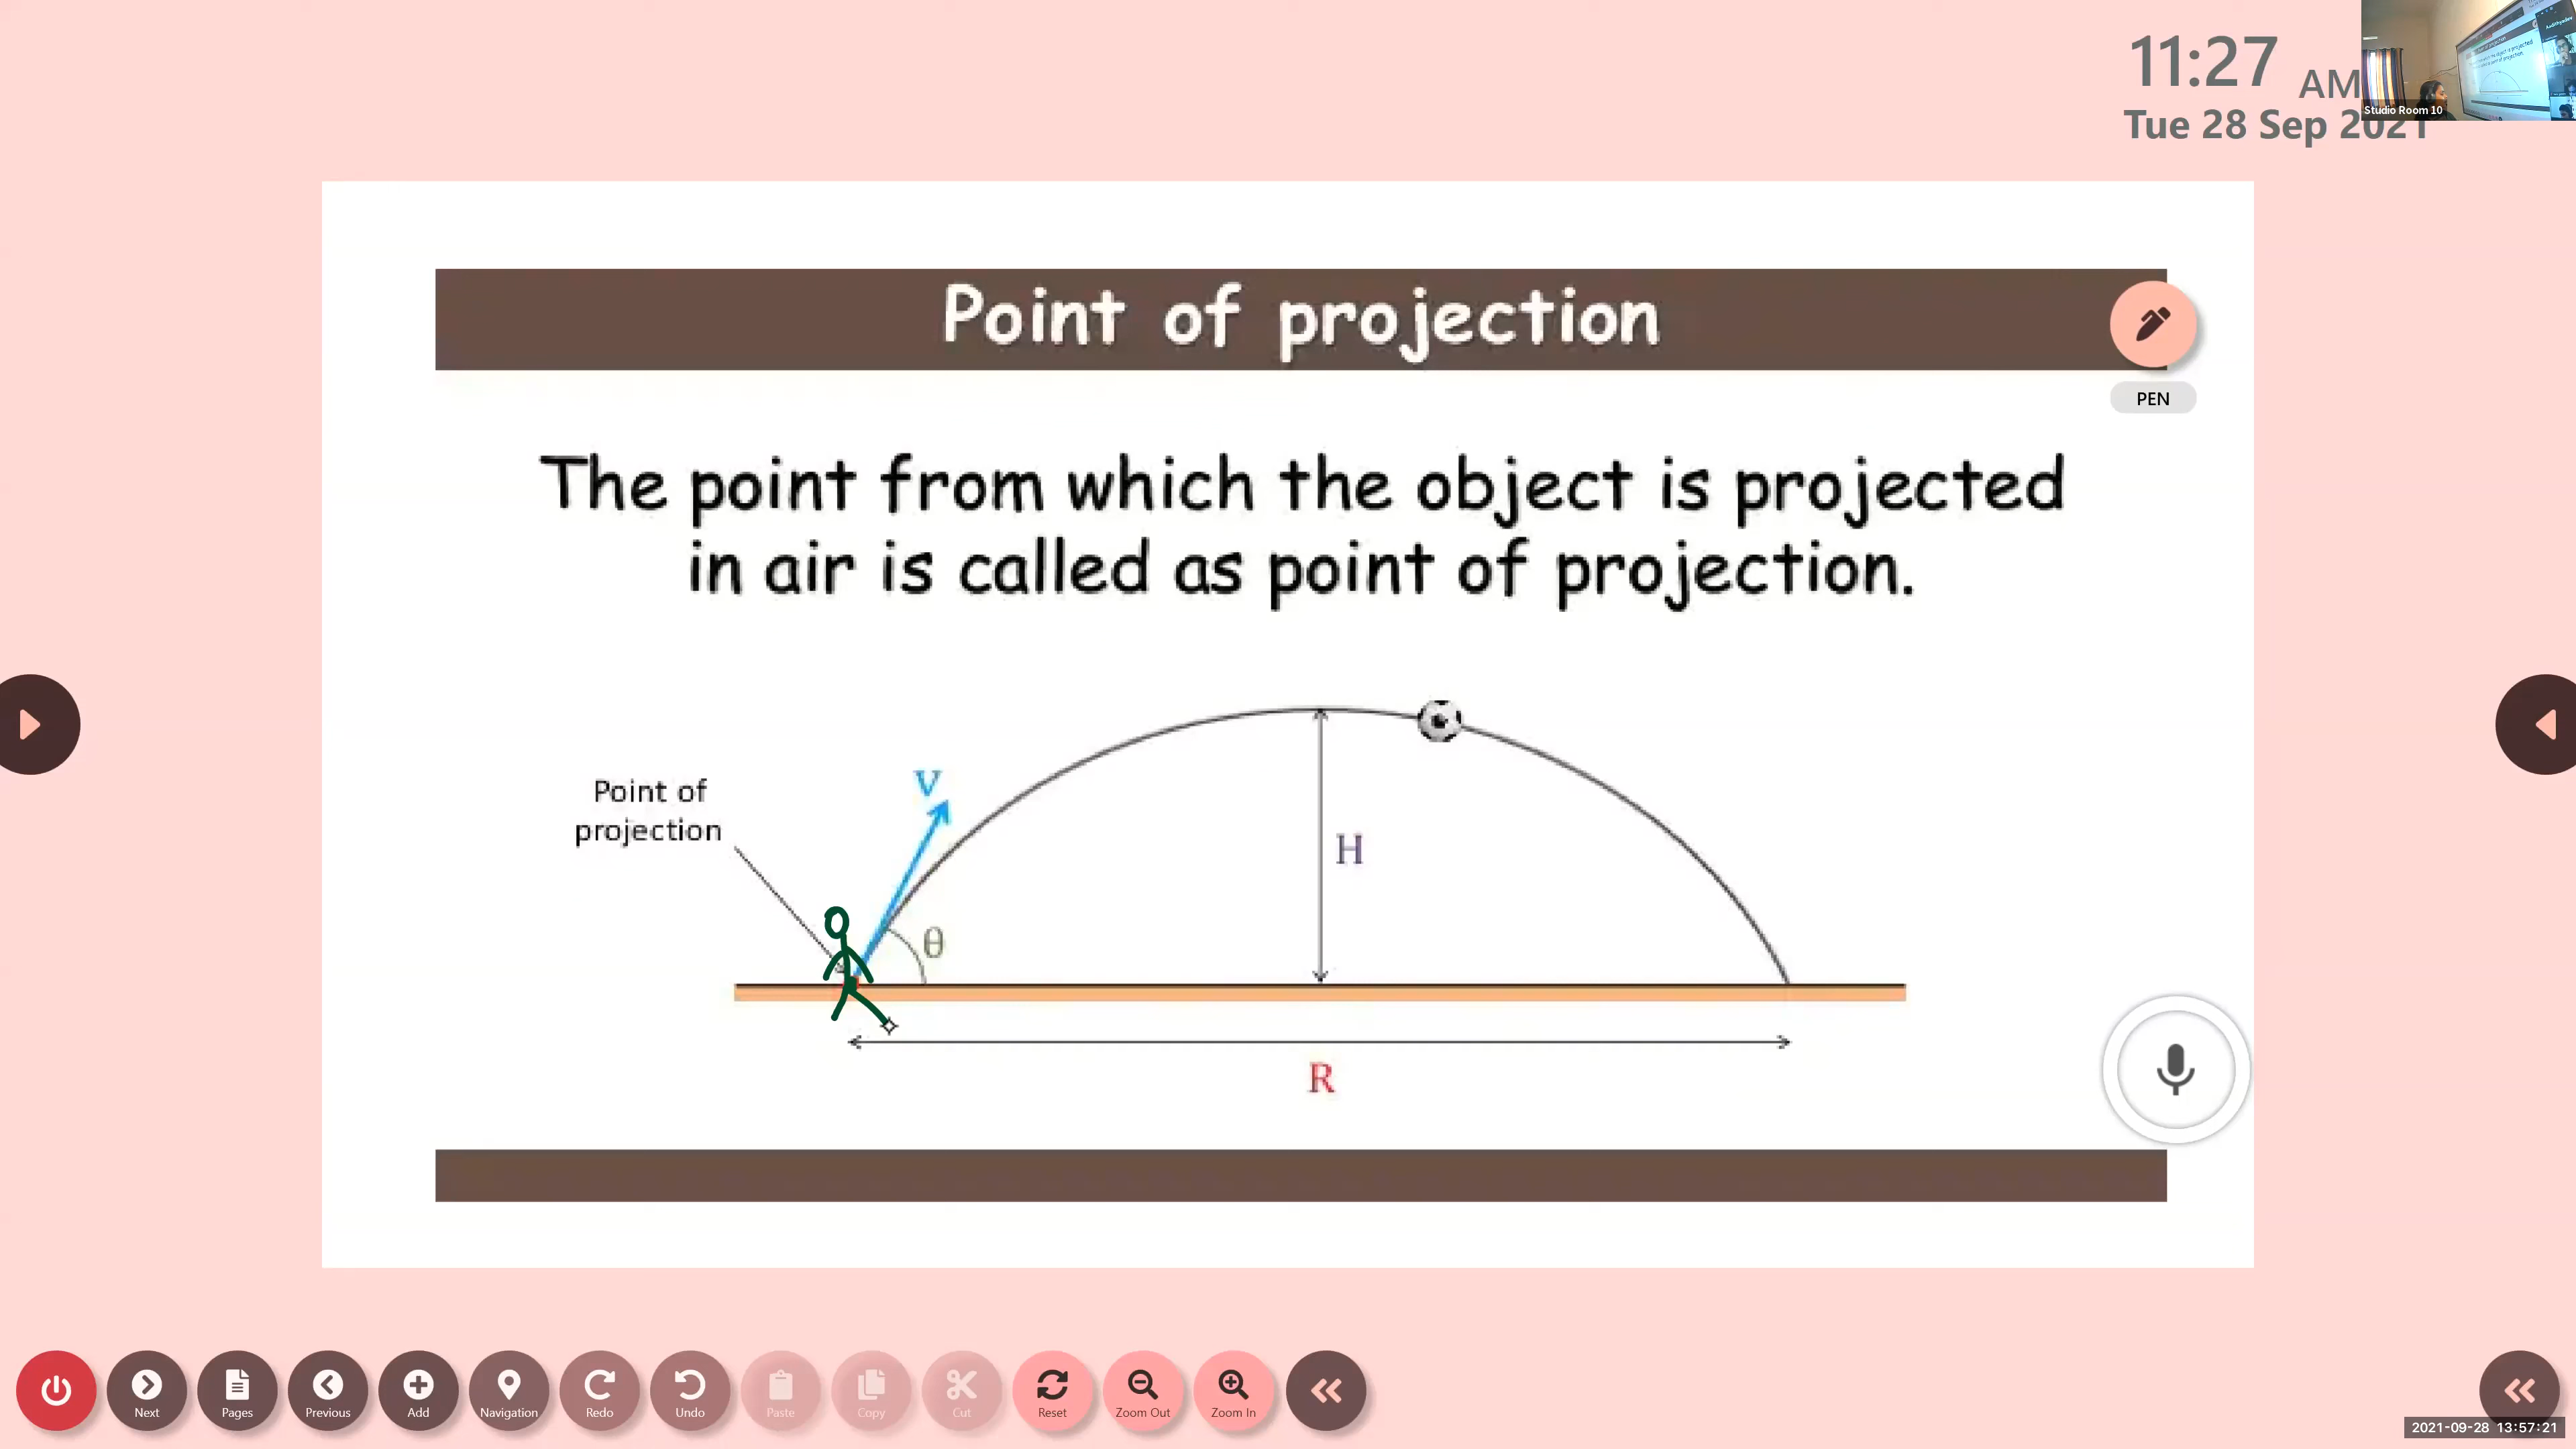 11:27 AM
Tue 28 Sep 2021
Studio Room 10
Point of projection
PEN
The point from which the object is projected
in air is called as point of projection.
Point of
projection
V
θ
H
R
Next
Pages
Previous
Add
Navigation
Redo
Undo
Paste
Copy
Cut
Reset
Zoom Out
Zoom In
2021-09-28 13:57:21